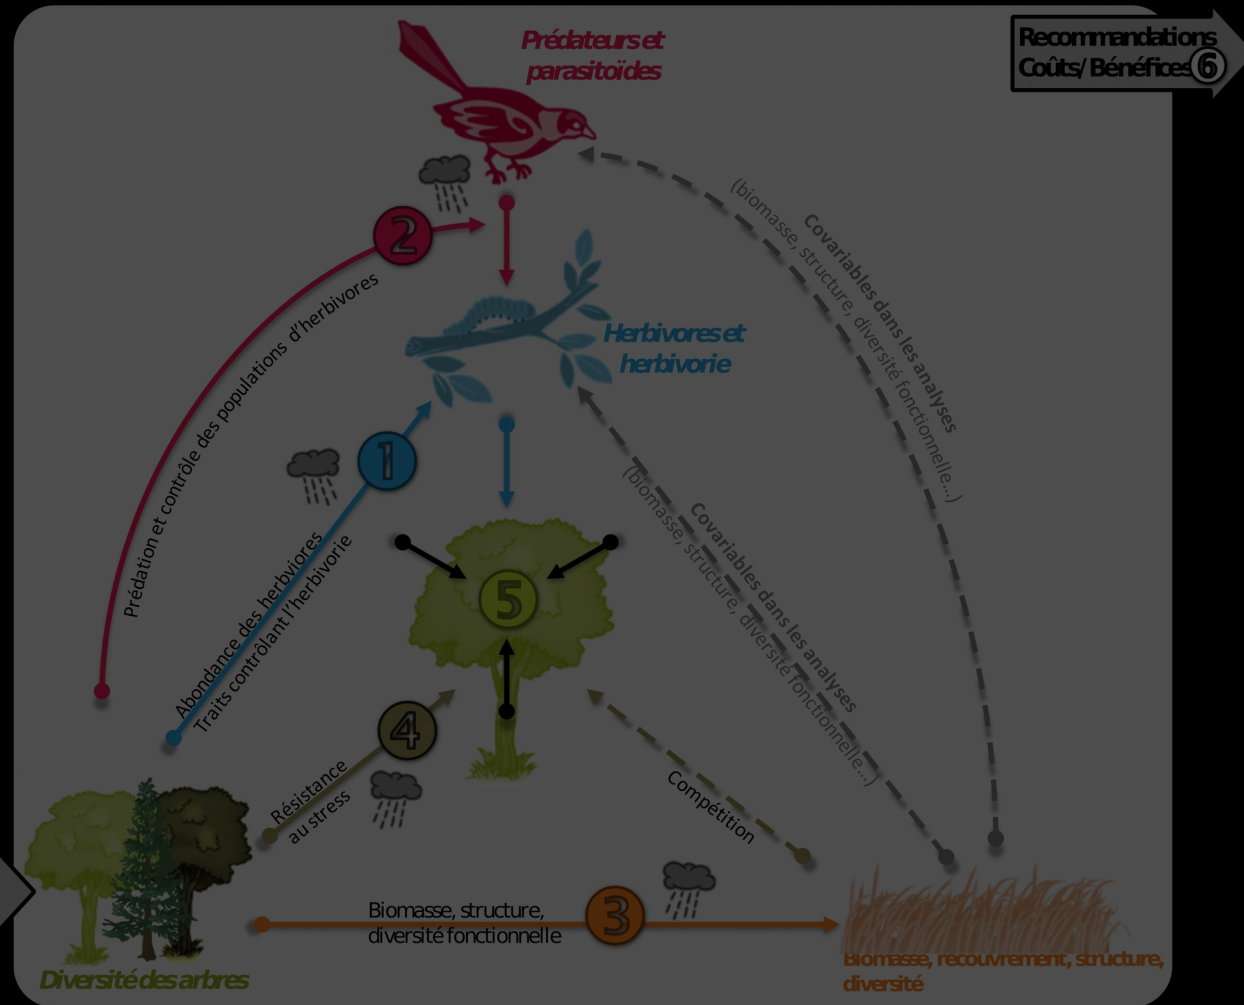 Prédateurs et
parasitoïdes
Recommandations
Coûts/ Bénéfices 6
2
Prédation et contrôle des populations d’herbivores
Covariables dans les analyses
(biomasse, structure, diversité fonctionnelle...)
Herbivores et
herbivorie
1
Abondance des herbviores
Traits contrôlant l’herbivorie
Covariables dans les analyses
(biomasse, structure, diversité fonctionnelle...)
5
4
Résistance
au stress
Compétition
Biomasse, structure,
diversité fonctionnelle
3
Biomasse, recouvrement, structure,
diversité
Diversité des arbres